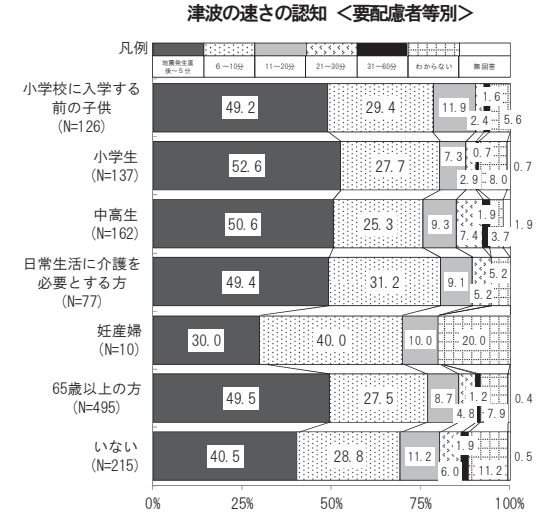 津波の速さの認知 <要配慮者等別>
凡例
地震発生直
後~5分
6~10分
11~20分
21~30分
31~60分
わからない
無回答
小学校に入学する
前の子供
(N=126)
49.2
29.4
11.9
2.4
1.6
5.6
小学生
(N=137)
52.6
27.7
7.3
2.9
0.7
8.0
0.7
中高生
(N=162)
50.6
25.3
9.3
7.4
1.9
3.7
1.9
日常生活に介護を
必要とする方
(N=77)
49.4
31.2
9.1
5.2
5.2
妊産婦
(N=10)
30.0
40.0
10.0
20.0
65歳以上の方
(N=495)
49.5
27.5
8.7
4.8
1.2
7.9
0.4
いない
(N=215)
40.5
28.8
11.2
6.0
1.9
11.2
0.5
0%
25%
50%
75%
100%